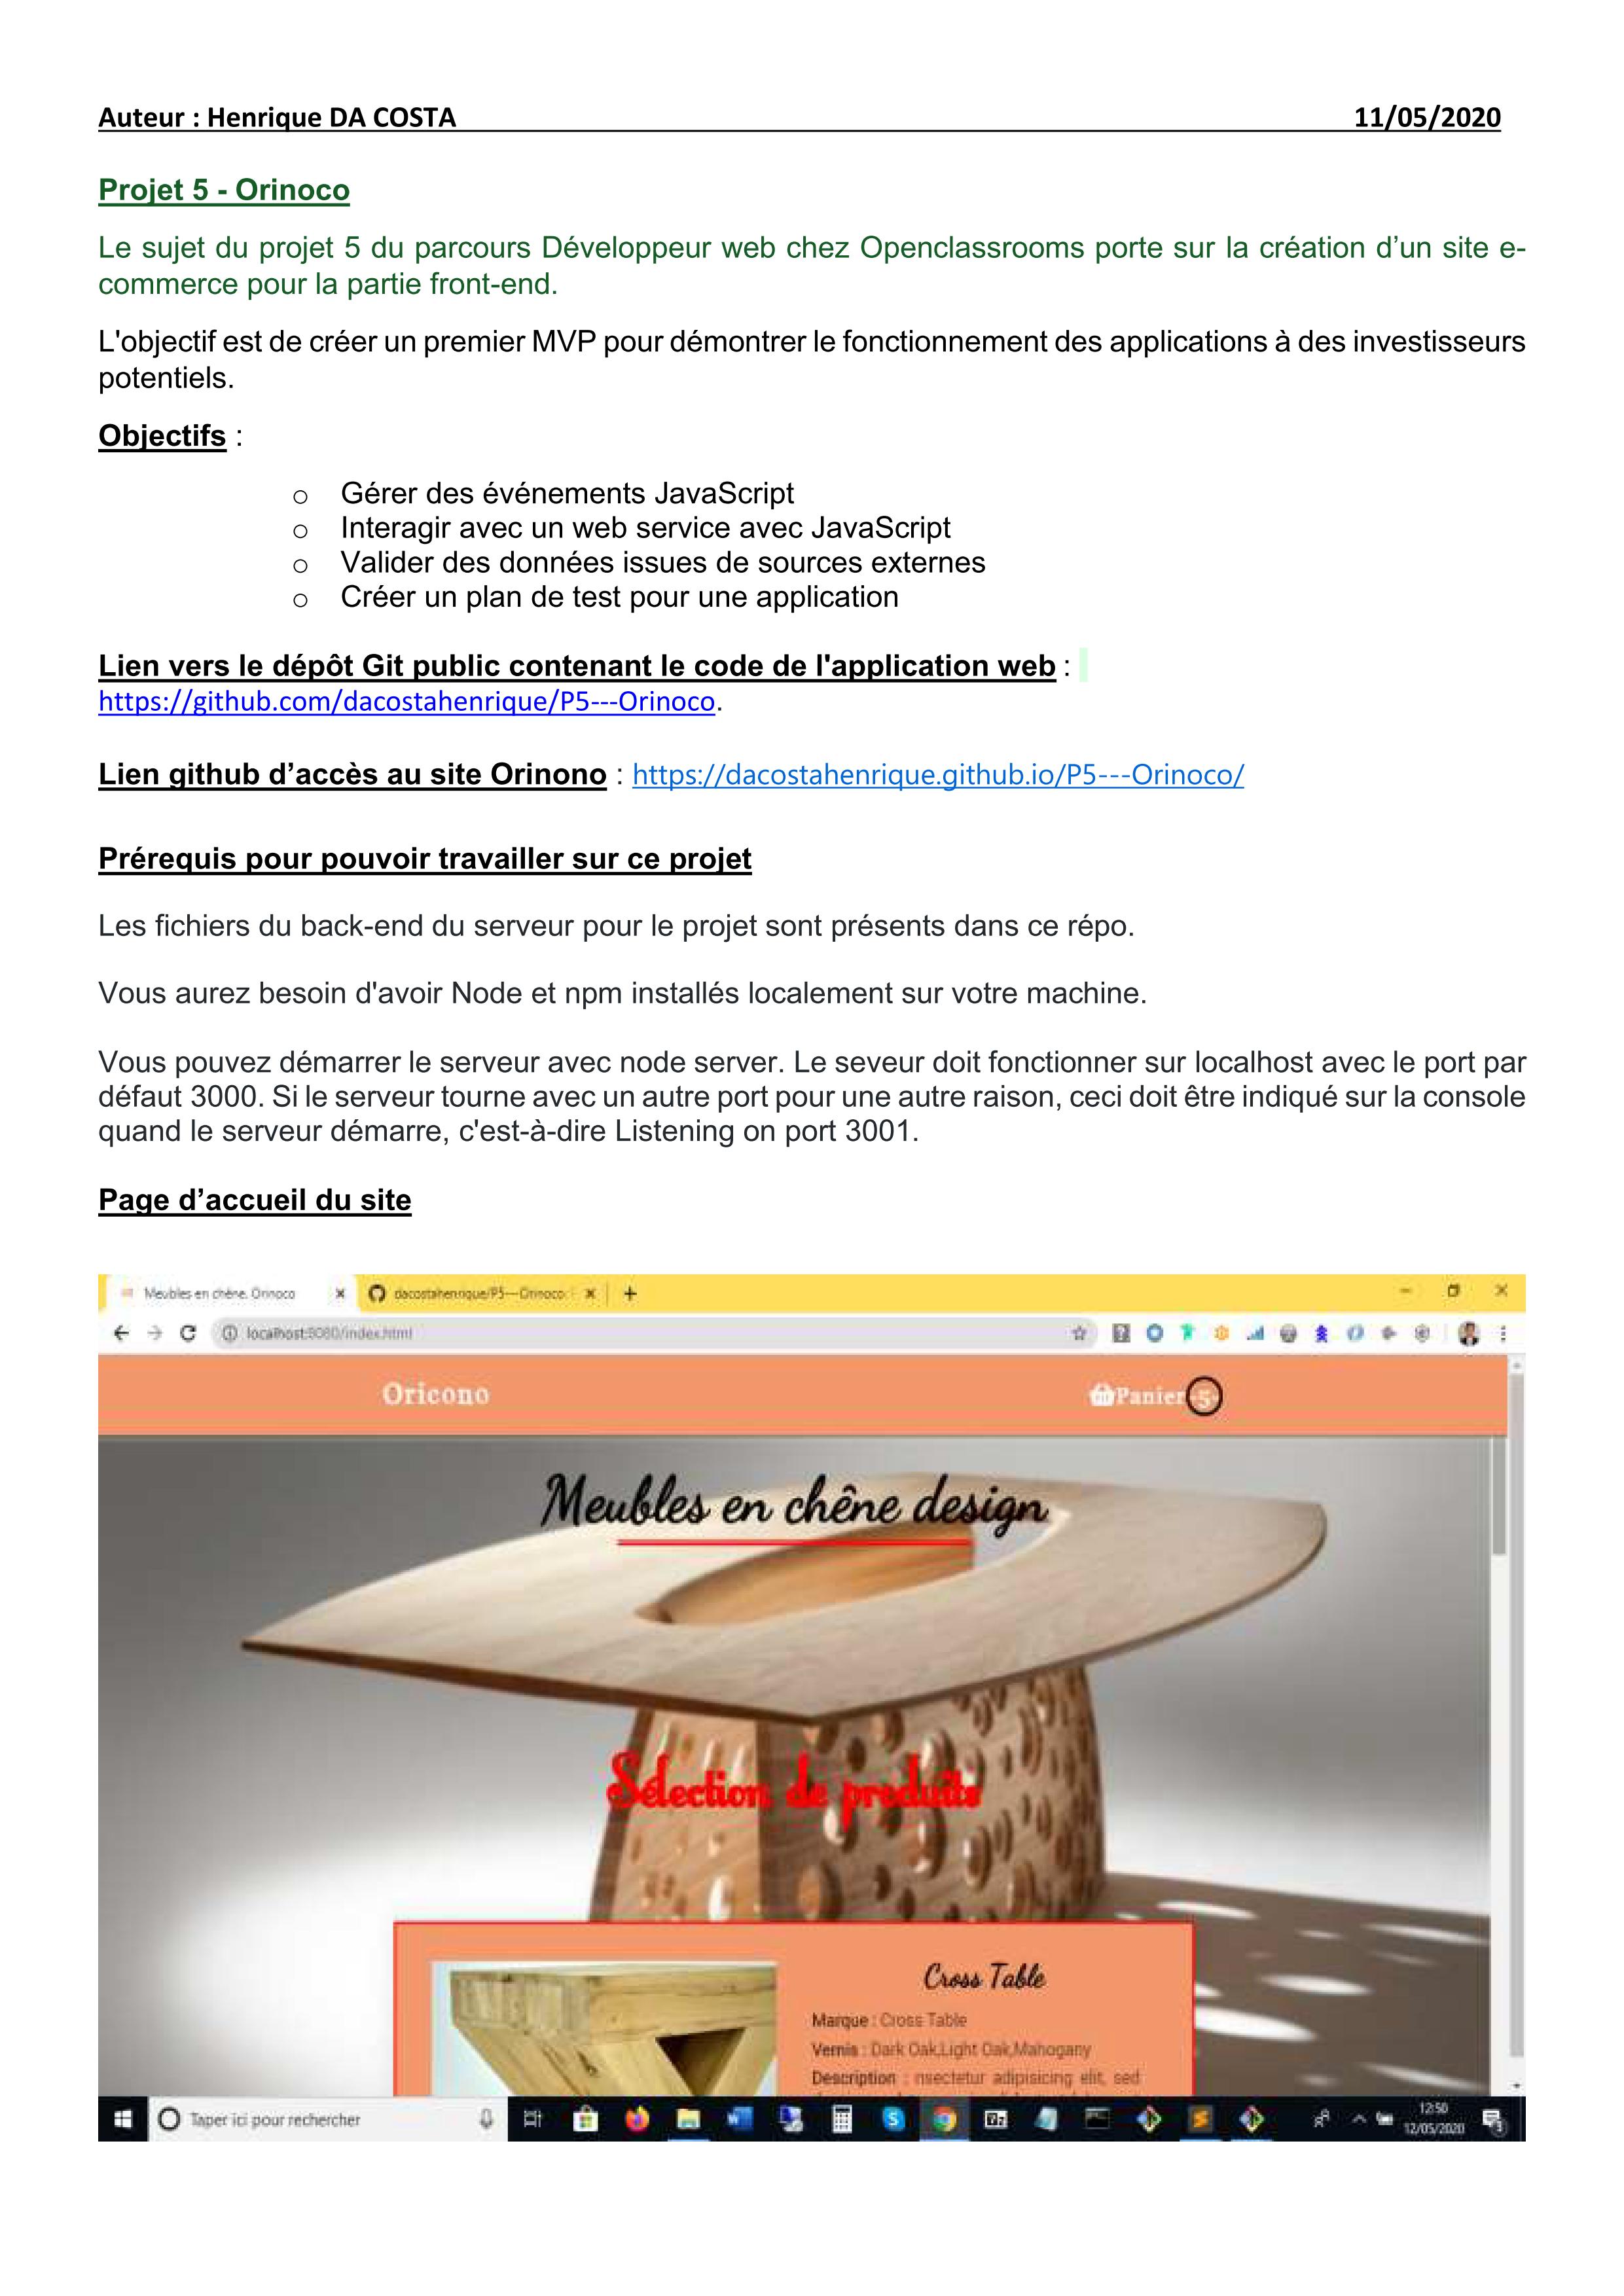 Auteur : Henrique DA COSTA 11/05/2020
Projet 5 - Orinoco
Le sujet du projet 5 du parcours Développeur web chez Openclassrooms porte sur la création d’un site e-
commerce pour la partie front-end.
L'objectif est de créer un premier MVP pour démontrer le fonctionnement des applications à des investisseurs
potentiels.
Objectifs :
o Gérer des événements JavaScript
o Interagir avec un web service avec JavaScript
o Valider des données issues de sources externes
o Créer un plan de test pour une application
Lien vers le dépôt Git public contenant le code de l'application web :
https://github.com/dacostahenrique/P5---Orinoco.
Lien github d’accès au site Orinono : https://dacostahenrique.github.io/P5---Orinoco/
Prérequis pour pouvoir travailler sur ce projet
Les fichiers du back-end du serveur pour le projet sont présents dans ce répo.
Vous aurez besoin d'avoir Node et npm installés localement sur votre machine.
Vous pouvez démarrer le serveur avec node server. Le seveur doit fonctionner sur localhost avec le port par
défaut 3000. Si le serveur tourne avec un autre port pour une autre raison, ceci doit être indiqué sur la console
quand le serveur démarre, c'est-à-dire Listening on port 3001.
Page d’accueil du site
Meubles en chêne. Orinoco dacostahenrique/P5---Orinoco:
localhost:8080/index.html
Oricono Panier 5
Meubles en chêne design
Sélection de produits
Cross Table
Marque : Cross Table
Vernis : Dark Oak,Light Oak,Mahogany
Description : nsectetur adipisicing elit, sed
Taper ici pour rechercher
12:50
12/05/2020